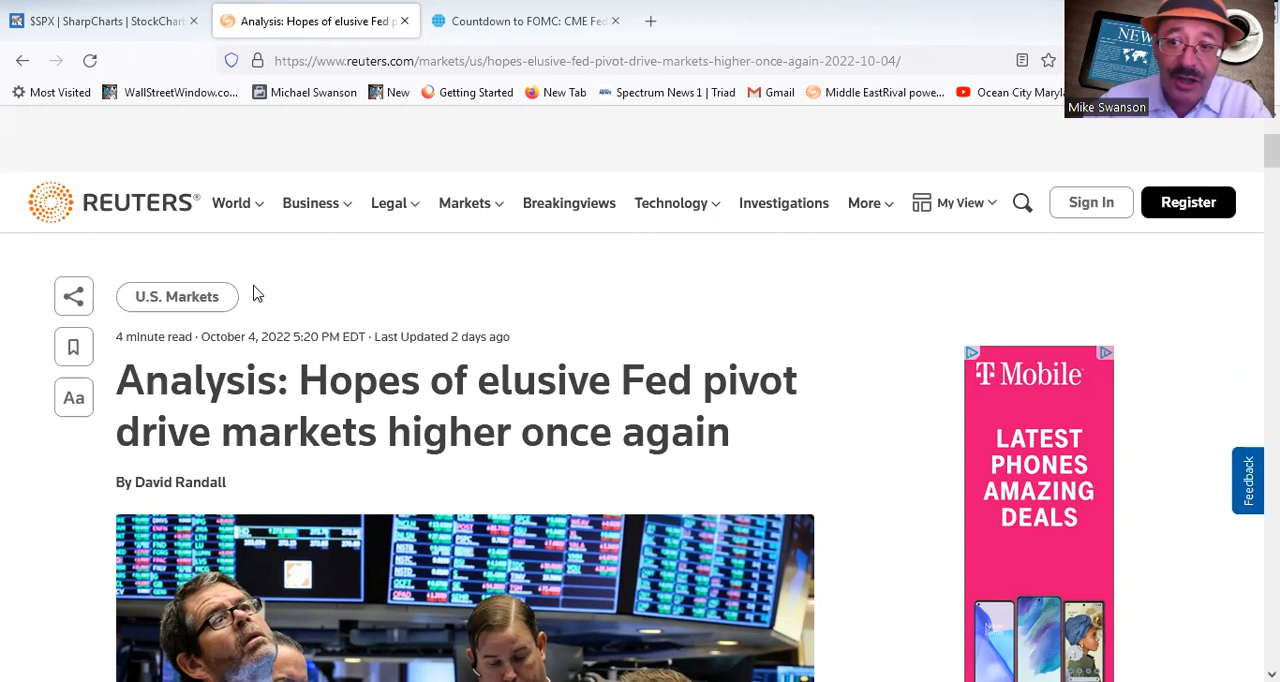 $SPX | SharpCharts | StockChart
Analysis: Hopes of elusive Fed p
Countdown to FOMC: CME Fed
https://www.reuters.com/markets/us/hopes-elusive-fed-pivot-drive-markets-higher-once-again-2022-10-04/
Most Visited
WallStreetWindow.co...
Michael Swanson
New
Getting Started
New Tab
Spectrum News 1 | Triad
Gmail
Middle EastRival powe...
Ocean City Maryla
NEW
Mike Swanson
REUTERS®
World
Business
Legal
Markets
Breakingviews
Technology
Investigations
More
My View
Sign In
Register
U.S. Markets
4 minute read · October 4, 2022 5:20 PM EDT · Last Updated 2 days ago
Aa
Analysis: Hopes of elusive Fed pivot
drive markets higher once again
By David Randall
T Mobile
LATEST
PHONES
AMAZING
DEALS
Feedback